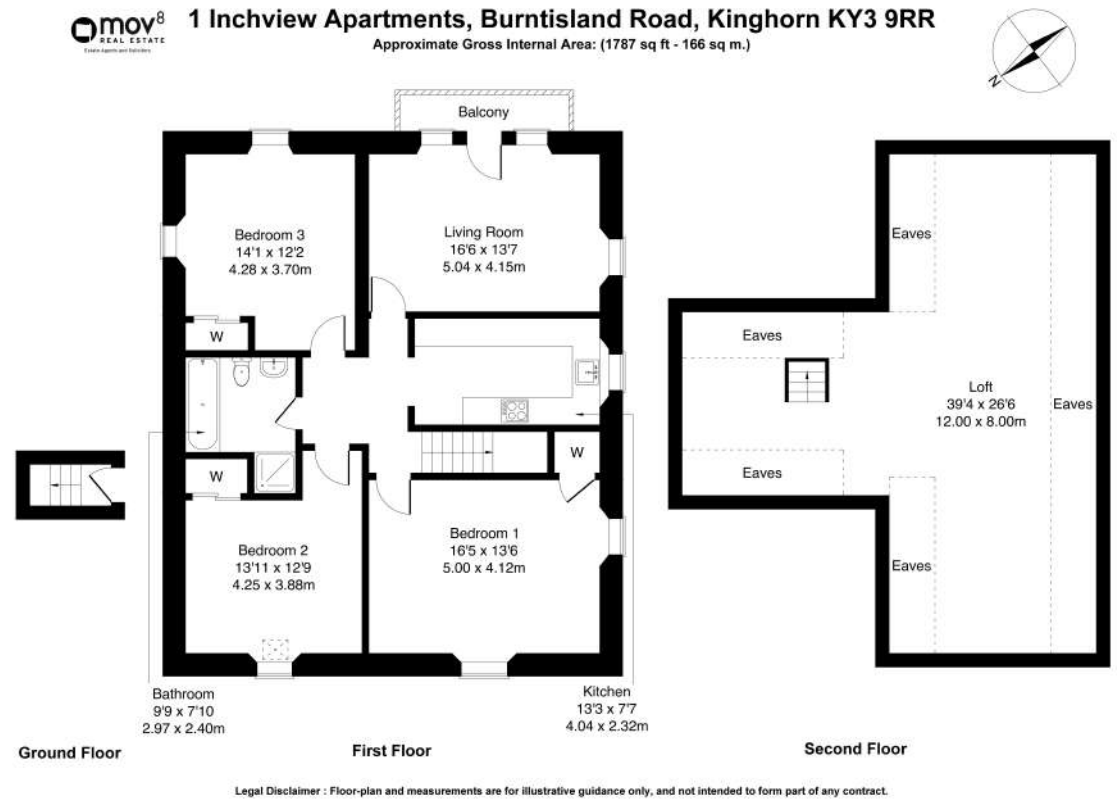 mov8
REAL ESTATE
Estate Agents and Solicitors
1 Inchview Apartments, Burntisland Road, Kinghorn KY3 9RR
Approximate Gross Internal Area: (1787 sq ft - 166 sq m.)
N
Balcony
Bedroom 3
14'1 x 12'2
4.28 x 3.70m
Living Room
16'6 x 13'7
5.04 x 4.15m
W
W
W
Bedroom 2
13'11 x 12'9
4.25 x 3.88m
Bedroom 1
16'5 x 13'6
5.00 x 4.12m
Bathroom
9'9 x 7'10
2.97 x 2.40m
Kitchen
13'3 x 7'7
4.04 x 2.32m
Eaves
Eaves
Loft
39'4 x 26'6
12.00 x 8.00m
Eaves
Eaves
Eaves
Ground Floor
First Floor
Second Floor
Legal Disclaimer : Floor-plan and measurements are for illustrative guidance only, and not intended to form part of any contract.